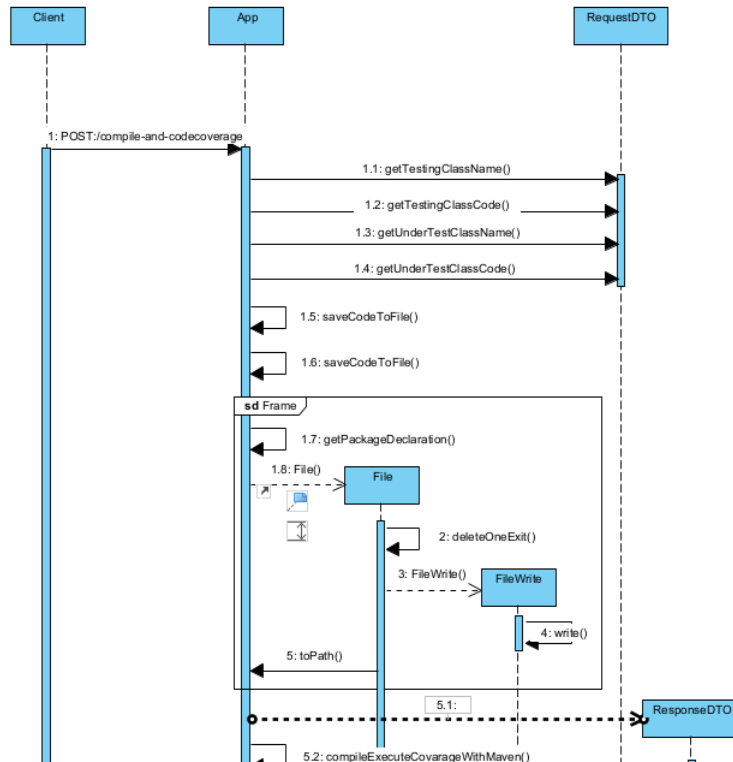 Client
App
RequestDTO
1: POST:/compile-and-codecoverage
1.1: getTestingClassName()
1.2: getTestingClassCode()
1.3: getUnderTestClassName()
1.4: getUnderTestClassCode()
1.5: saveCodeToFile()
1.6: saveCodeToFile()
sd Frame
1.7: getPackageDeclaration()
1.8: File()
File
2: deleteOneExit()
3: FileWrite()
FileWrite
4: write()
5: toPath()
5.1:
ResponseDTO
5.2: compileExecuteCovarageWithMaven()